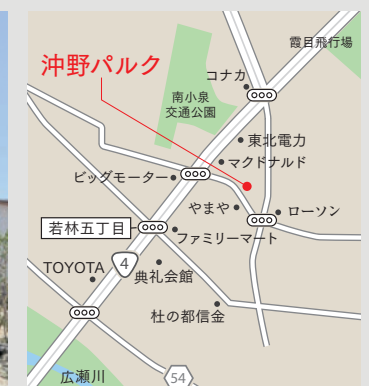 霞目飛行場
沖野パルク
コナカ
南小泉
交通公園
東北電力
マクドナルド
ビッグモーター
やまや
ローソン
若林五丁目
ファミリーマート
TOYOTA
4
典礼会館
杜の都信金
広瀬川
54